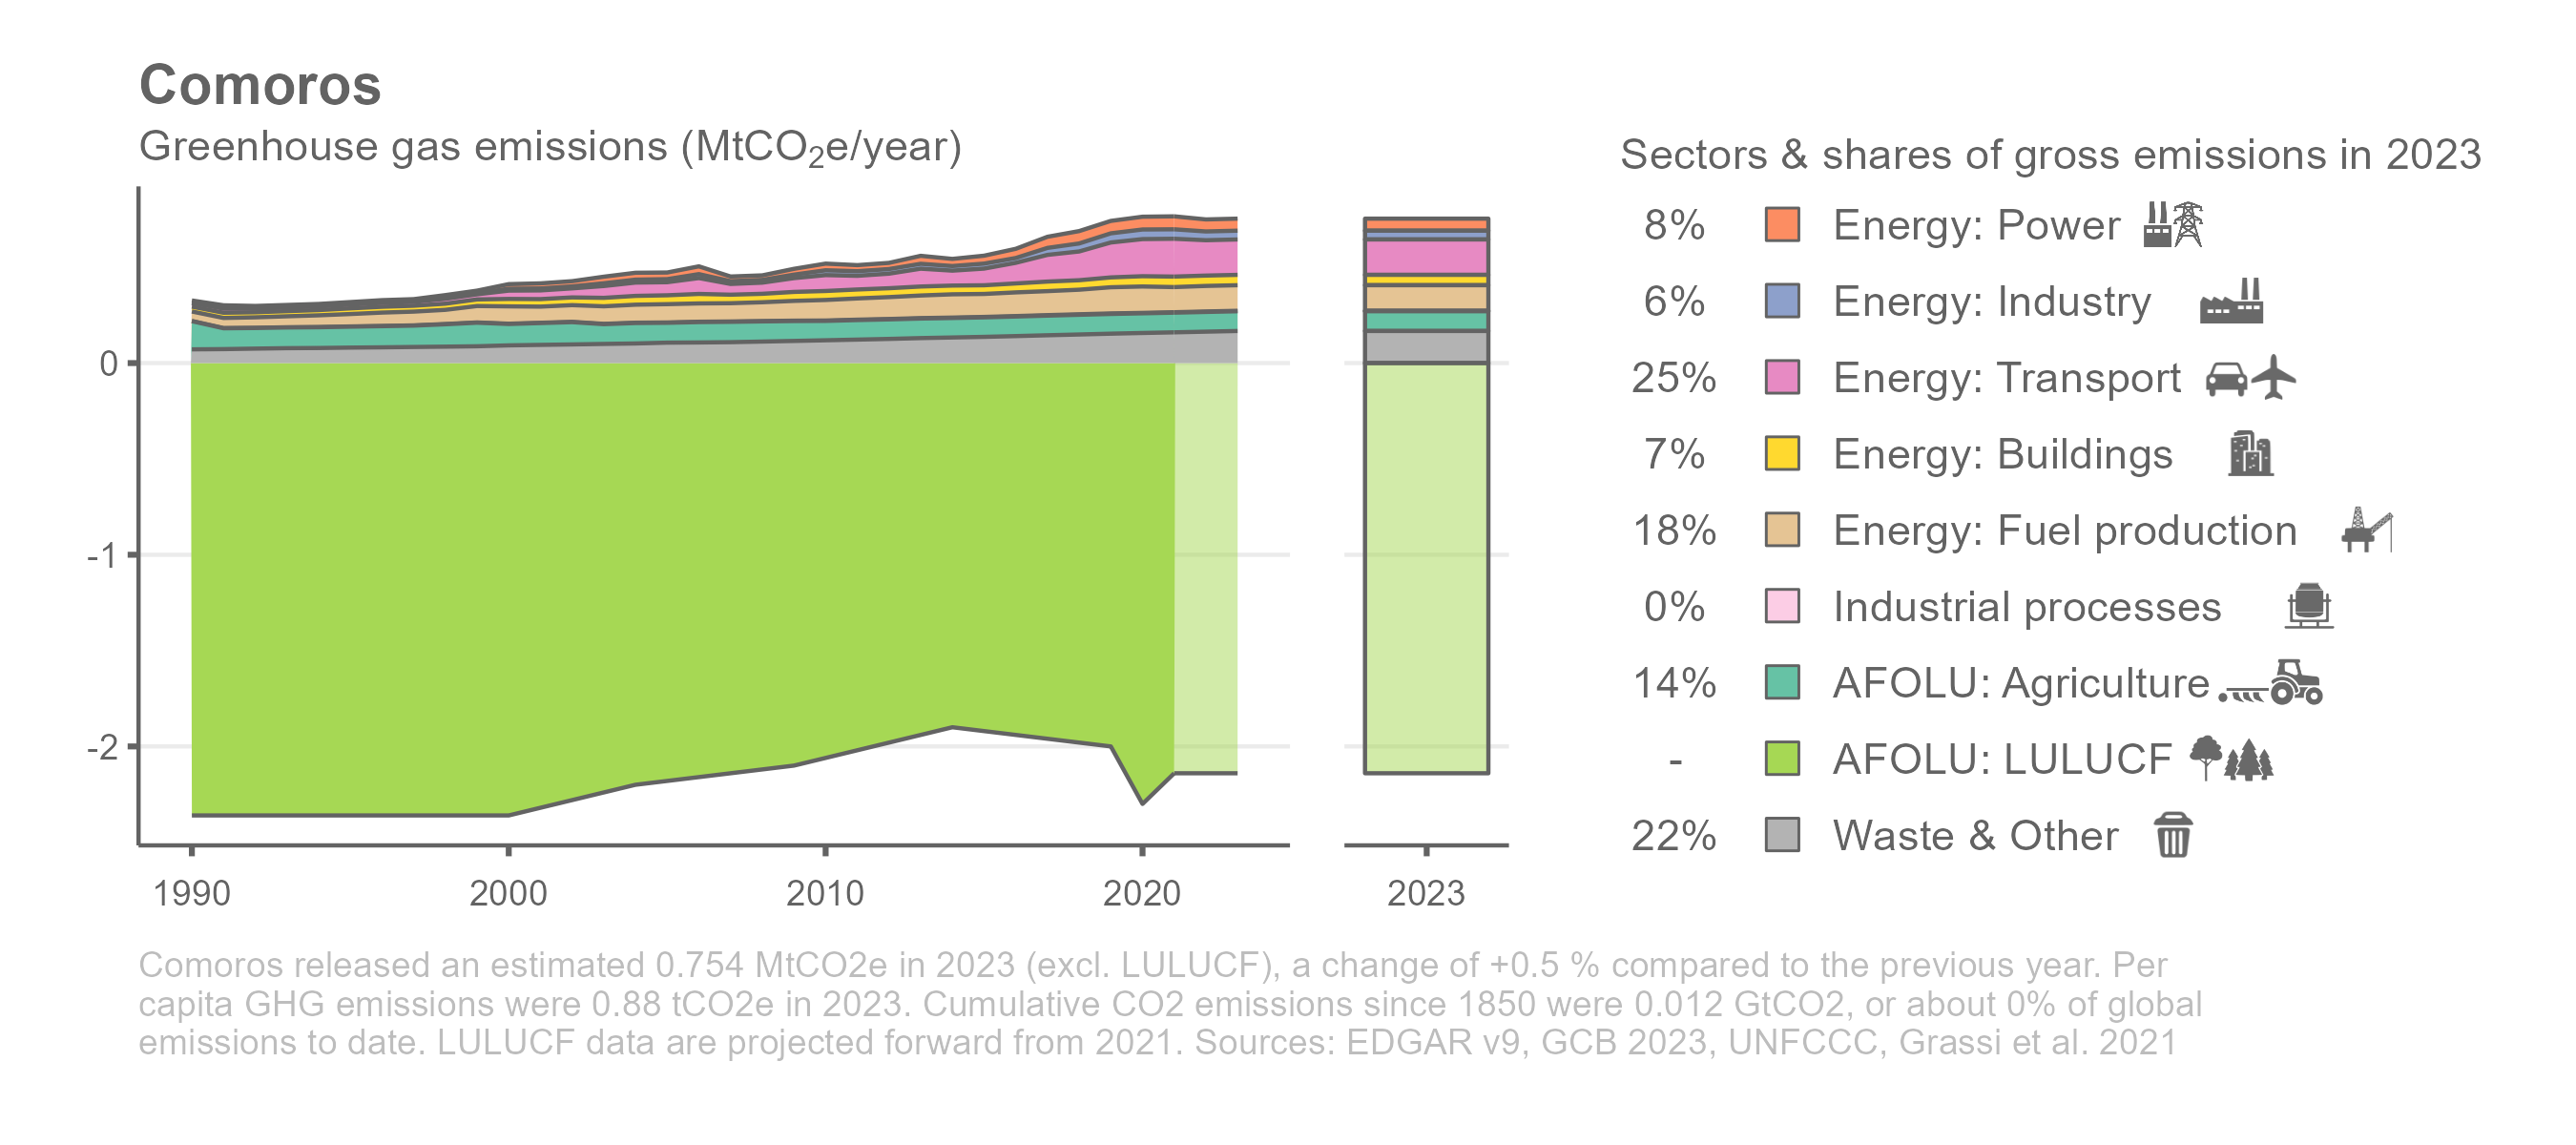 Comoros
Greenhouse gas emissions (MtCO₂e/year)
Sectors & shares of gross emissions in 2023
8% Energy: Power
6% Energy: Industry
25% Energy: Transport
7% Energy: Buildings
18% Energy: Fuel production
0% Industrial processes
14% AFOLU: Agriculture
- AFOLU: LULUCF
22% Waste & Other
0
-1
-2
1990 2000 2010 2020 2023
Comoros released an estimated 0.754 MtCO2e in 2023 (excl. LULUCF), a change of +0.5 % compared to the previous year. Per
capita GHG emissions were 0.88 tCO2e in 2023. Cumulative CO2 emissions since 1850 were 0.012 GtCO2, or about 0% of global
emissions to date. LULUCF data are projected forward from 2021. Sources: EDGAR v9, GCB 2023, UNFCCC, Grassi et al. 2021